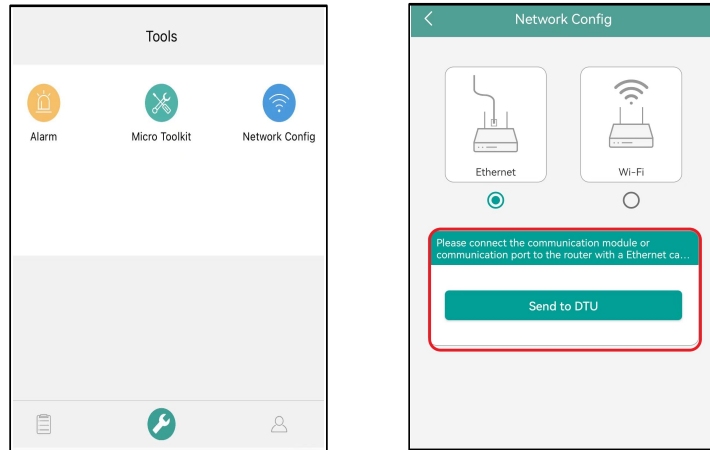 Tools
Alarm
Micro Toolkit
Network Config
Network Config
Ethernet
Wi-Fi
Please connect the communication module or
communication port to the router with a Ethernet ca...
Send to DTU